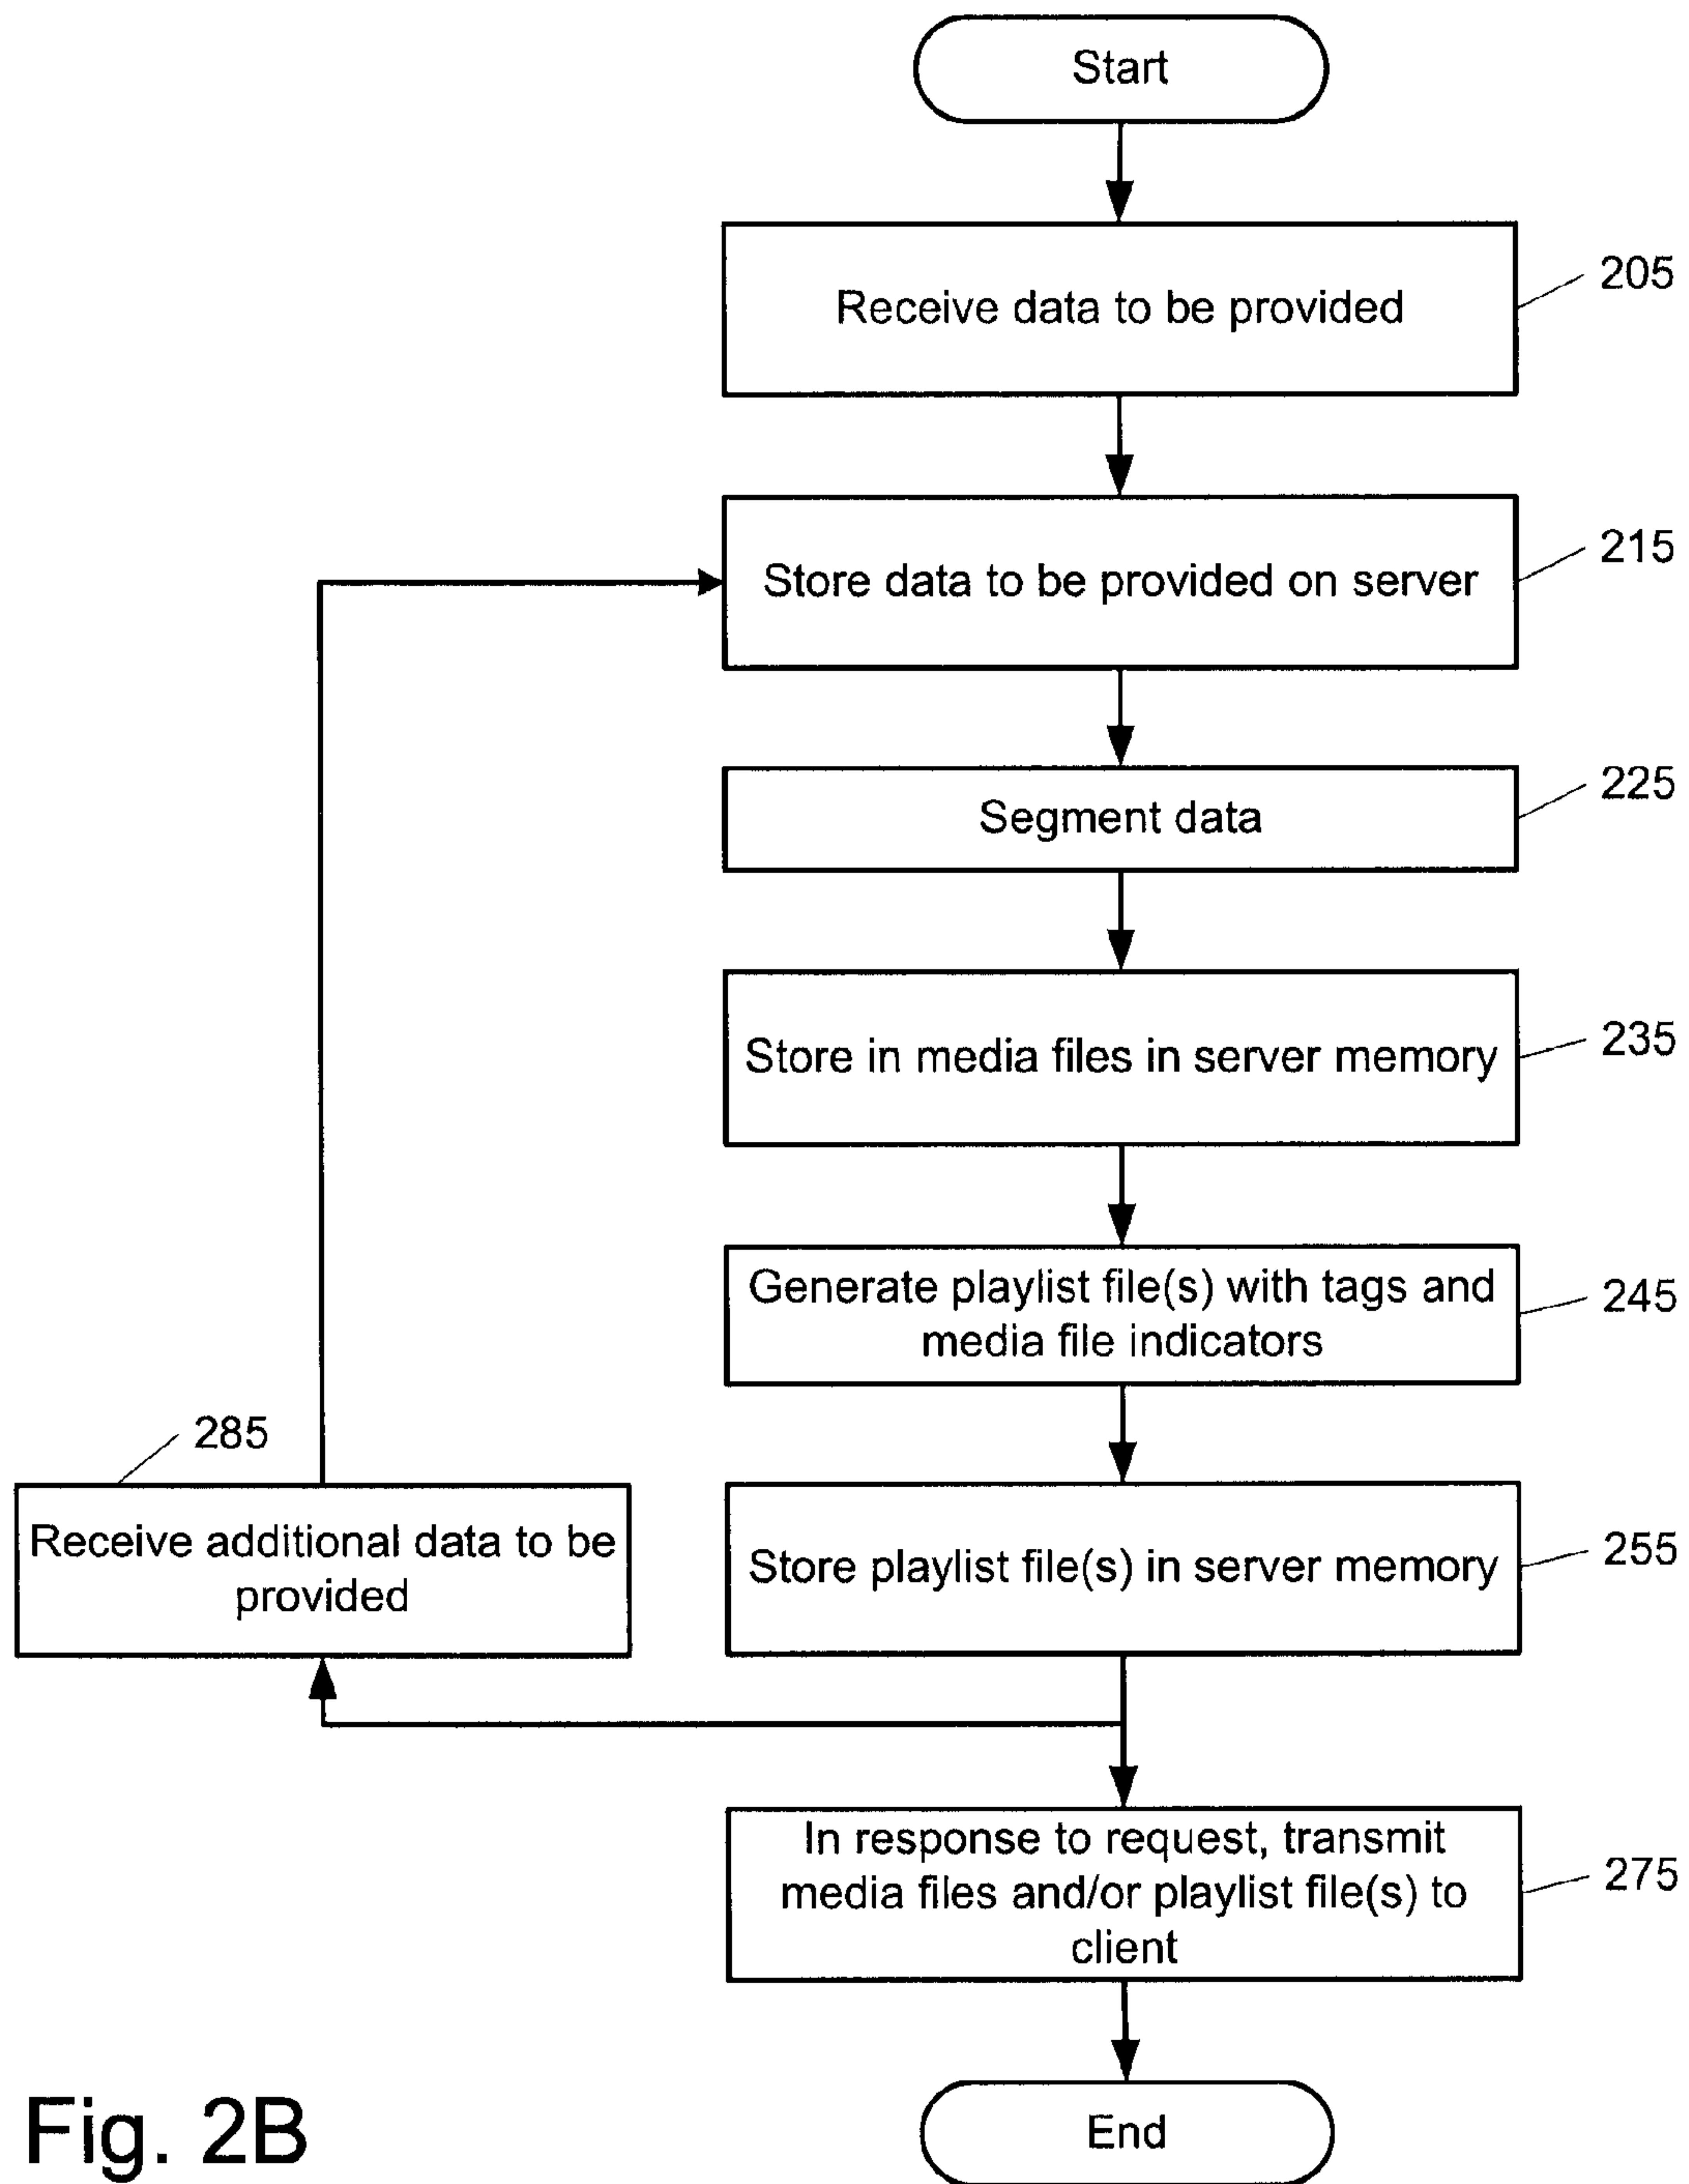 Start
Receive data to be provided
205
Store data to be provided on server
215
Segment data
225
Store in media files in server memory
235
Generate playlist file(s) with tags and
media file indicators
245
285
Receive additional data to be
provided
Store playlist file(s) in server memory
255
In response to request, transmit
media files and/or playlist file(s) to
client
275
End
Fig. 2B